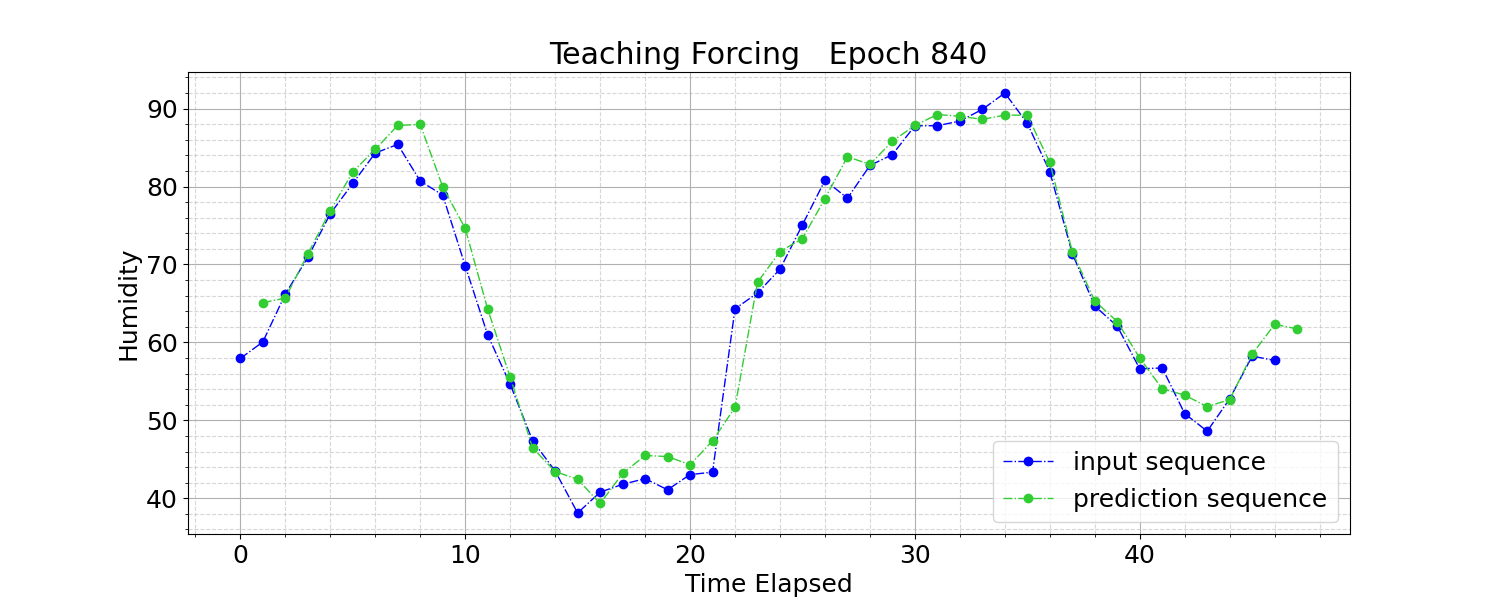 Teaching Forcing   Epoch 840
Humidity
90
80
70
60
50
40
input sequence
prediction sequence
0 10 20 30 40
Time Elapsed